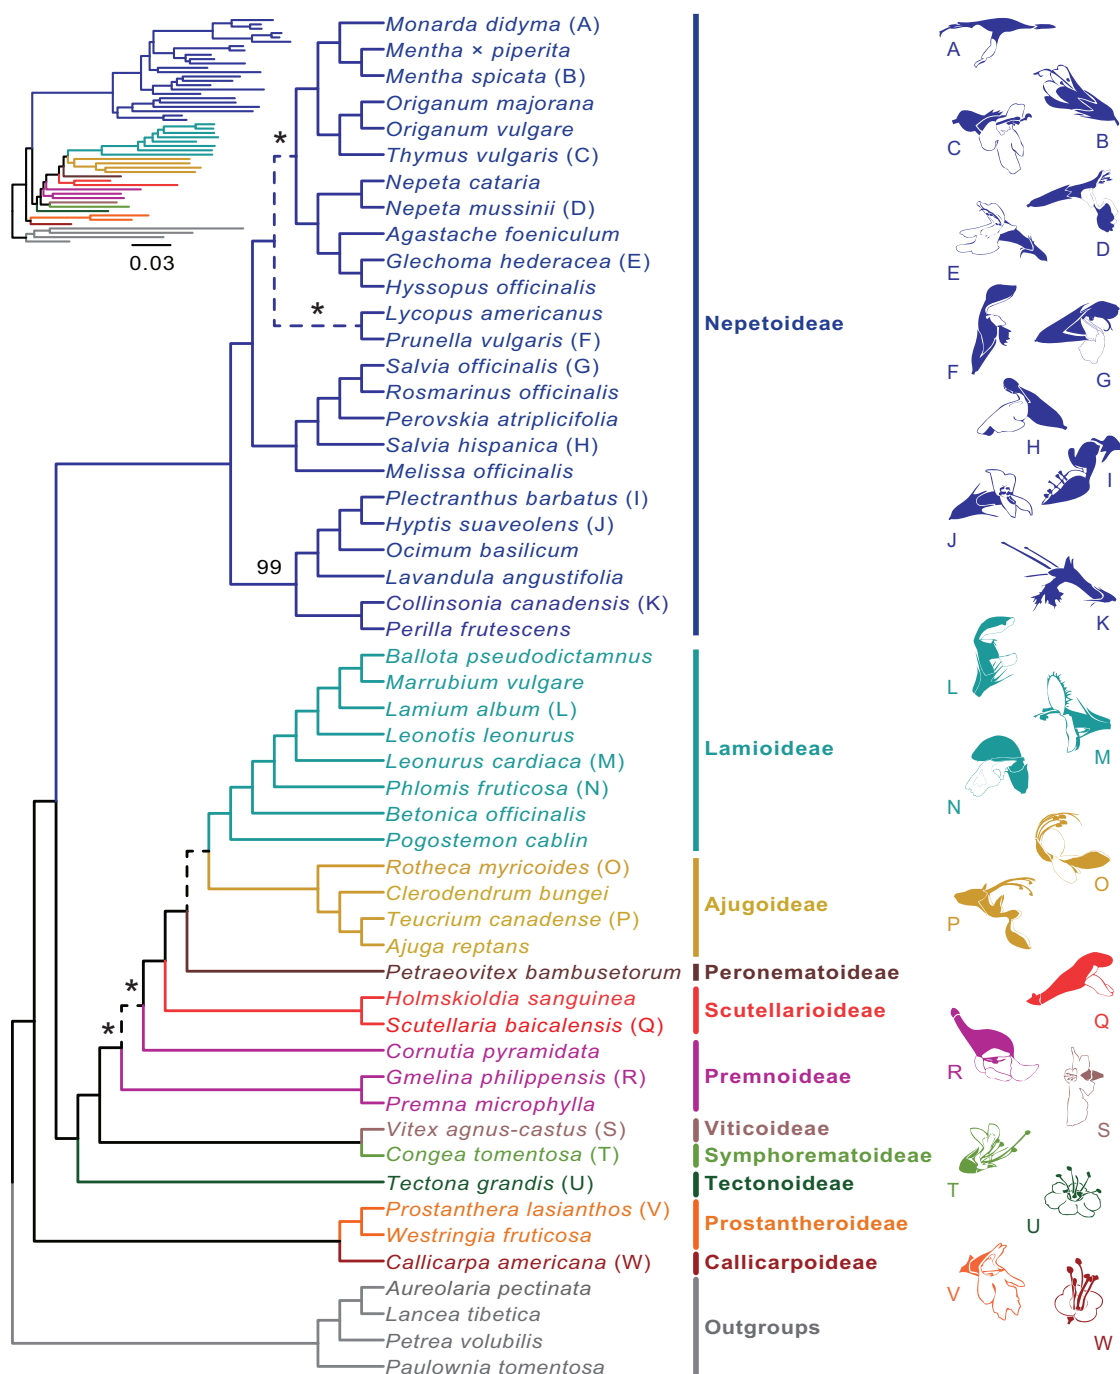 Monarda didyma (A)
Mentha × piperita
Mentha spicata (B)
Origanum majorana
Origanum vulgare
Thymus vulgaris (C)
Nepeta cataria
Nepeta mussinii (D)
Agastache foeniculum
Glechoma hederacea (E)
Hyssopus officinalis
Lycopus americanus
Prunella vulgaris (F)
Salvia officinalis (G)
Rosmarinus officinalis
Perovskia atriplicifolia
Salvia hispanica (H)
Melissa officinalis
Plectranthus barbatus (I)
Hyptis suaveolens (J)
Ocimum basilicum
Lavandula angustifolia
Collinsonia canadensis (K)
Perilla frutescens
Ballota pseudodictamnus
Marrubium vulgare
Lamium album (L)
Leonotis leonurus
Leonurus cardiaca (M)
Phlomis fruticosa (N)
Betonica officinalis
Pogostemon cablin
Rotheca myricoides (O)
Clerodendrum bungei
Teucrium canadense (P)
Ajuga reptans
Petraeovitex bambusetorum
Holmskioldia sanguinea
Scutellaria baicalensis (Q)
Cornutia pyramidata
Gmelina philippensis (R)
Premna microphylla
Vitex agnus-castus (S)
Congea tomentosa (T)
Tectona grandis (U)
Prostanthera lasianthos (V)
Westringia fruticosa
Callicarpa americana (W)
Aureolaria pectinata
Lancea tibetica
Petrea volubilis
Paulownia tomentosa
0.03
*
*
99
*
*
Nepetoideae
Lamioideae
Ajugoideae
Peronematoideae
Scutellarioideae
Premnoideae
Viticoideae
Symphorematoideae
Tectonoideae
Prostantheroideae
Callicarpoideae
Outgroups
A
B
C
D
E
F
G
H
I
J
K
L
M
N
O
P
Q
R
S
T
U
V
W